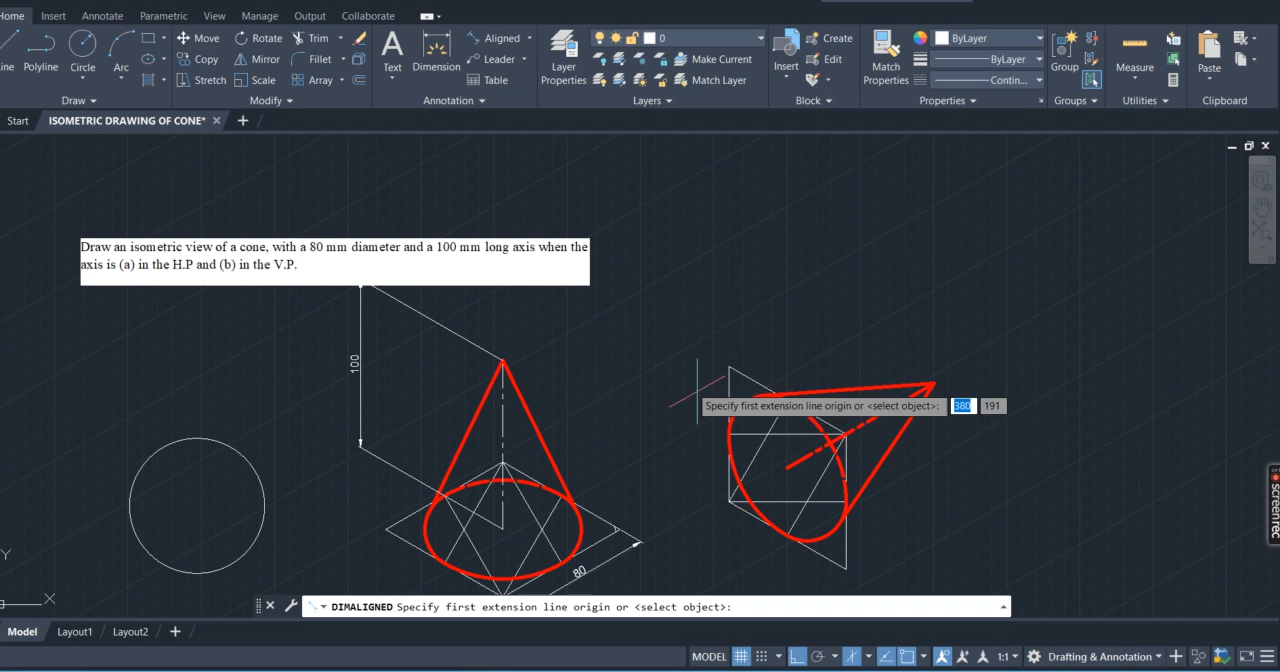 Home Insert Annotate Parametric View Manage Output Collaborate
Move Rotate Trim Aligned 0 Create ByLayer
Line Polyline Circle Arc Copy Mirror Fillet Text Dimension Leader Layer Properties Make Current Insert Edit Match Properties ByLayer Group Measure Paste
Stretch Scale Array Table Match Layer Contin...
Draw Modify Annotation Layers Block Properties Groups Utilities Clipboard
Start ISOMETRIC DRAWING OF CONE*
Draw an isometric view of a cone, with a 80 mm diameter and a 100 mm long axis when the
axis is (a) in the H.P and (b) in the V.P.
100
Specify first extension line origin or <select object>: 380 191
screenrec
Y
X
80
DIMALIGNED Specify first extension line origin or <select object>:
Model Layout1 Layout2
MODEL 1:1 Drafting & Annotation